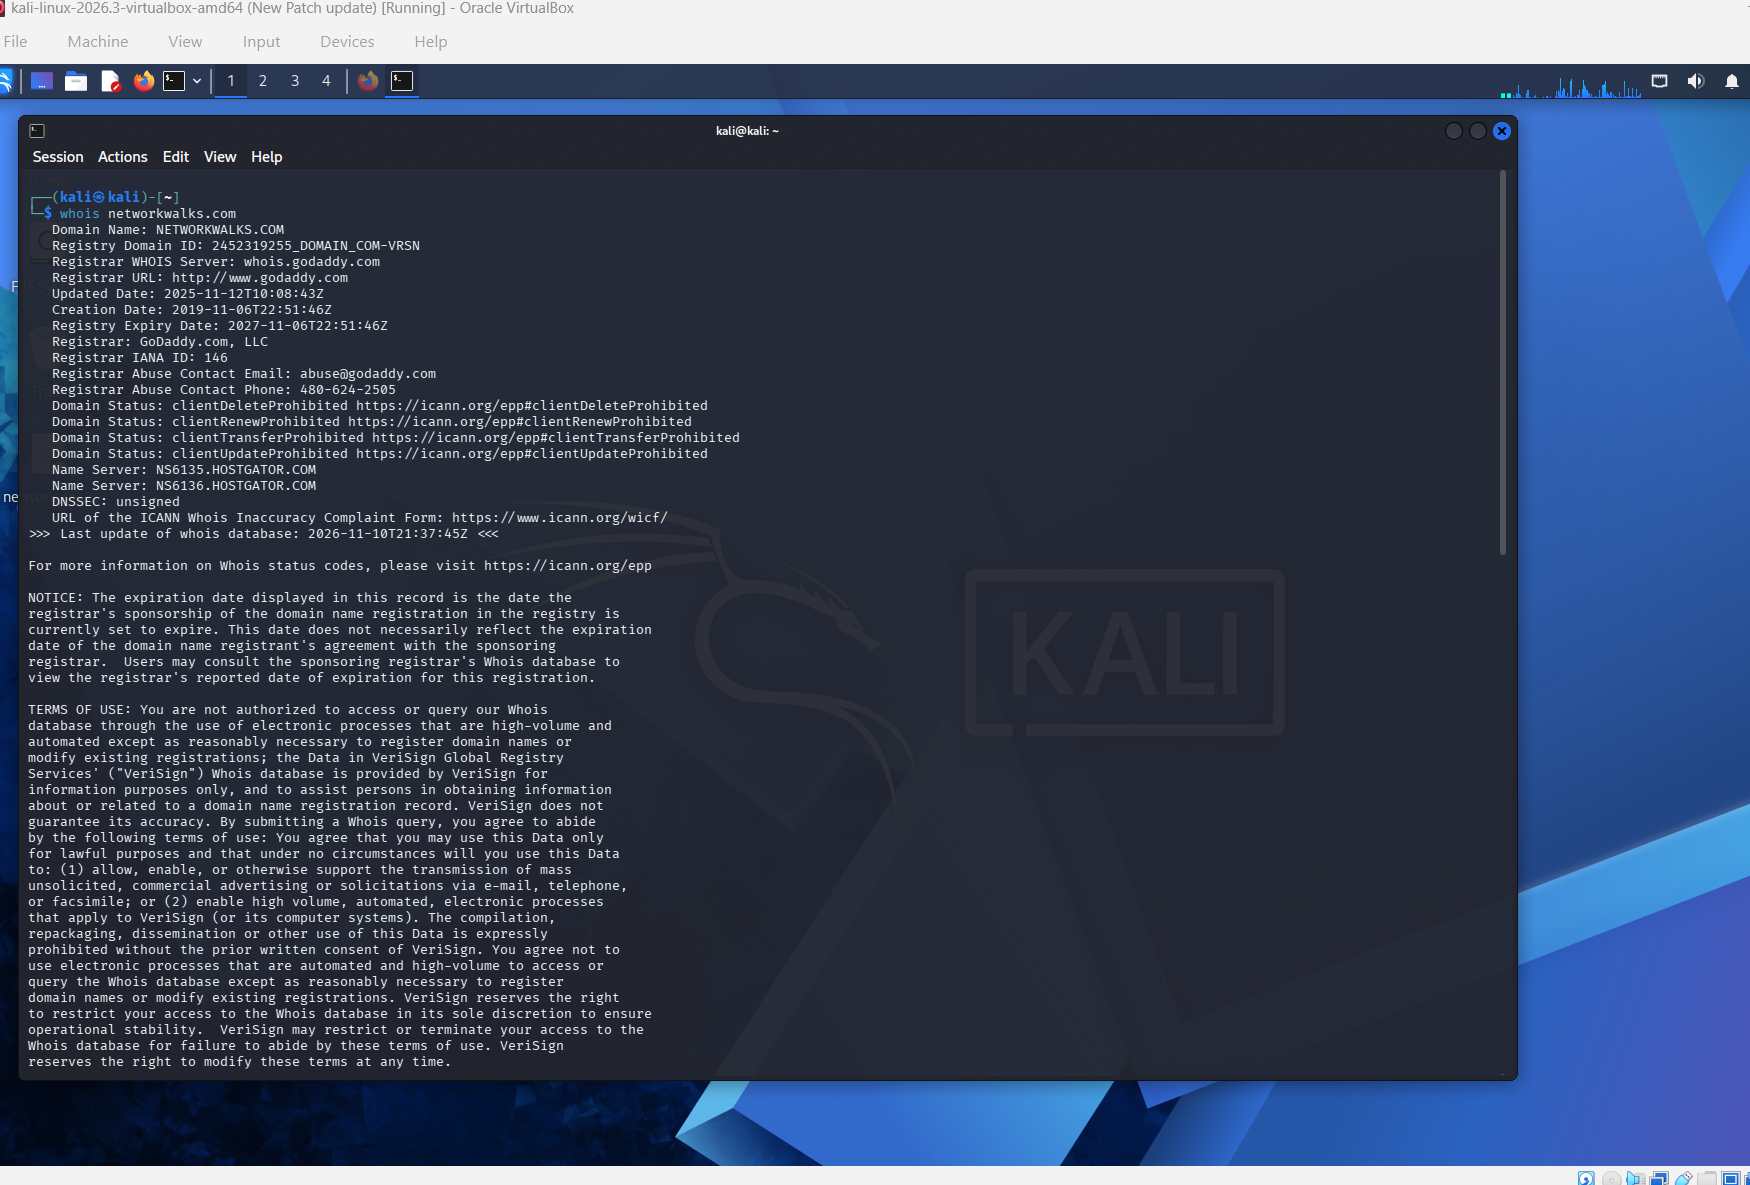 kali-linux-2026.3-virtualbox-amd64 (New Patch update) [Running] - Oracle VirtualBox
File Machine View Input Devices Help
1 2 3 4
kali@kali: ~
Session Actions Edit View Help
┌──(kali㉿kali)-[~]
└─$ whois networkwalks.com
Domain Name: NETWORKWALKS.COM
Registry Domain ID: 2452319255_DOMAIN_COM-VRSN
Registrar WHOIS Server: whois.godaddy.com
Registrar URL: http://www.godaddy.com
Updated Date: 2025-11-12T10:08:43Z
Creation Date: 2019-11-06T22:51:46Z
Registry Expiry Date: 2027-11-06T22:51:46Z
Registrar: GoDaddy.com, LLC
Registrar IANA ID: 146
Registrar Abuse Contact Email: abuse@godaddy.com
Registrar Abuse Contact Phone: 480-624-2505
Domain Status: clientDeleteProhibited https://icann.org/epp#clientDeleteProhibited
Domain Status: clientRenewProhibited https://icann.org/epp#clientRenewProhibited
Domain Status: clientTransferProhibited https://icann.org/epp#clientTransferProhibited
Domain Status: clientUpdateProhibited https://icann.org/epp#clientUpdateProhibited
Name Server: NS6135.HOSTGATOR.COM
Name Server: NS6136.HOSTGATOR.COM
DNSSEC: unsigned
URL of the ICANN Whois Inaccuracy Complaint Form: https://www.icann.org/wicf/
>>> Last update of whois database: 2026-11-10T21:37:45Z <<<
For more information on Whois status codes, please visit https://icann.org/epp
NOTICE: The expiration date displayed in this record is the date the
registrar's sponsorship of the domain name registration in the registry is
currently set to expire. This date does not necessarily reflect the expiration
date of the domain name registrant's agreement with the sponsoring
registrar.  Users may consult the sponsoring registrar's Whois database to
view the registrar's reported date of expiration for this registration.
TERMS OF USE: You are not authorized to access or query our Whois
database through the use of electronic processes that are high-volume and
automated except as reasonably necessary to register domain names or
modify existing registrations; the Data in VeriSign Global Registry
Services' ("VeriSign") Whois database is provided by VeriSign for
information purposes only, and to assist persons in obtaining information
about or related to a domain name registration record. VeriSign does not
guarantee its accuracy. By submitting a Whois query, you agree to abide
by the following terms of use: You agree that you may use this Data only
for lawful purposes and that under no circumstances will you use this Data
to: (1) allow, enable, or otherwise support the transmission of mass
unsolicited, commercial advertising or solicitations via e-mail, telephone,
or facsimile; or (2) enable high volume, automated, electronic processes
that apply to VeriSign (or its computer systems). The compilation,
repackaging, dissemination or other use of this Data is expressly
prohibited without the prior written consent of VeriSign. You agree not to
use electronic processes that are automated and high-volume to access or
query the Whois database except as reasonably necessary to register
domain names or modify existing registrations. VeriSign reserves the right
to restrict your access to the Whois database in its sole discretion to ensure
operational stability.  VeriSign may restrict or terminate your access to the
Whois database for failure to abide by these terms of use. VeriSign
reserves the right to modify these terms at any time.
KALI